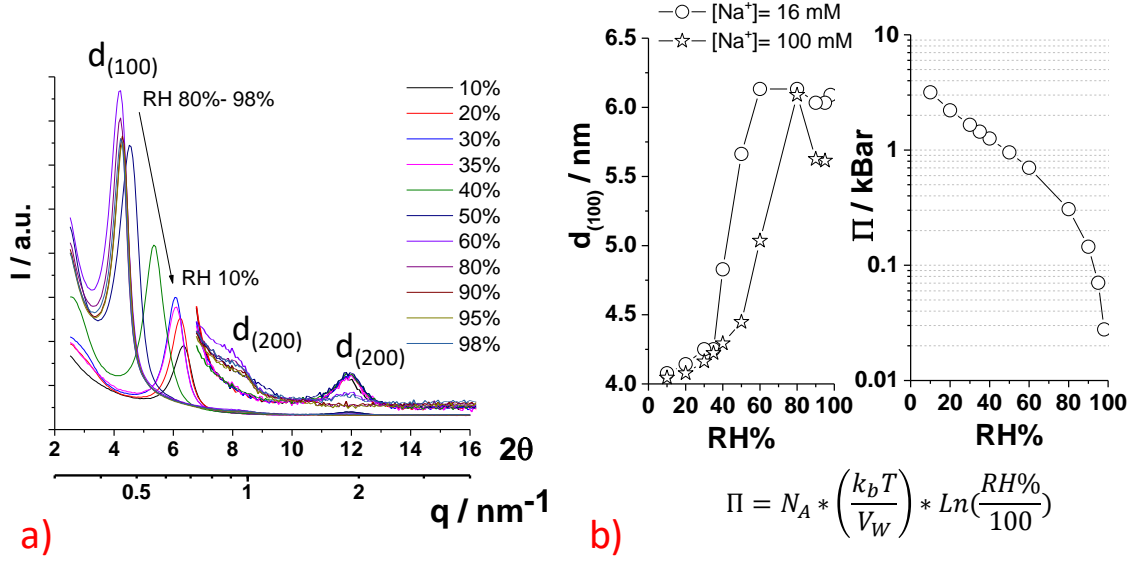 d(100)
RH 80%- 98%
RH 10%
d(200)
d(200)
10%
20%
30%
35%
40%
50%
60%
80%
90%
95%
98%
I / a.u.
2 4 6 8 10 12 14 16 2θ
0.5 1 2
q / nm-1
a)
[Na+]= 16 mM
[Na+]= 100 mM
6.5
6.0
5.5
5.0
4.5
4.0
d(100) / nm
0 20 40 60 80 100
RH%
10
1
0.1
0.01
Π / kBar
0 20 40 60 80 100
RH%
Π = N_A ∗ (k_b T / V_W) ∗ Ln(RH% / 100)
b)